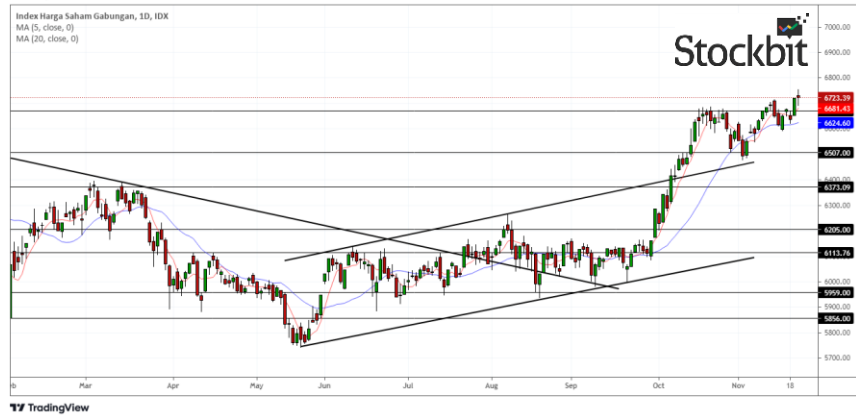 Index Harga Saham Gabungan, 1D, IDX
MA (5, close, 0)
MA (20, close, 0)
Stockbit
7000.00
6900.00
6800.00
6723.39
6681.43
6624.60
6507.00
6400.00
6373.09
6300.00
6205.00
6113.76
6000.00
5959.00
5856.00
5800.00
5700.00
Mar Apr May Jun Jul Aug Sep Oct Nov 18
TradingView